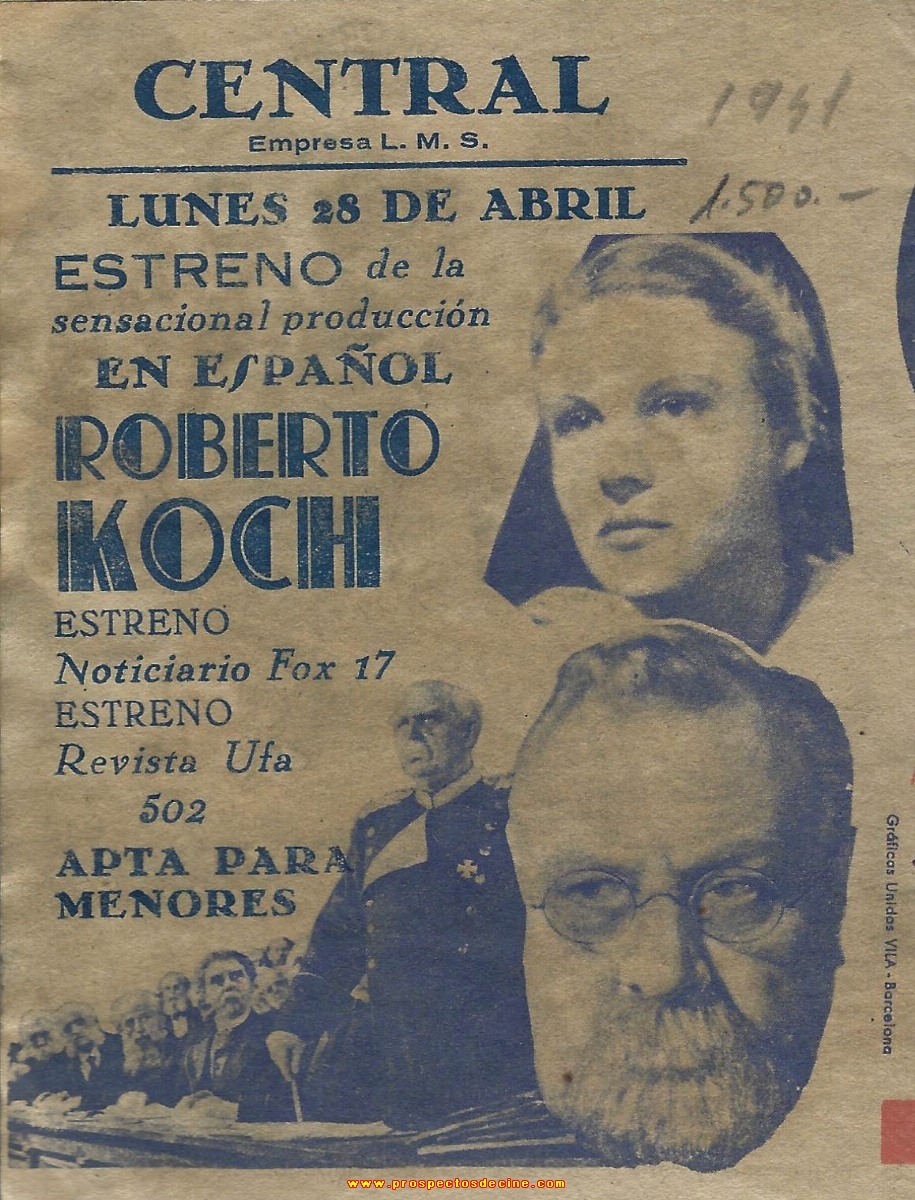 CENTRAL
Empresa L. M. S.
1941
LUNES 28 DE ABRIL
1.500.-
ESTRENO de la
sensacional producción
EN ESPAÑOL
ROBERTO
KOCH
ESTRENO
Noticiario Fox 17
ESTRENO
Revista Ufa
502
APTA PARA
MENORES
Gráficas Unidas VILA - Barcelona
www.prospectosdecine.com